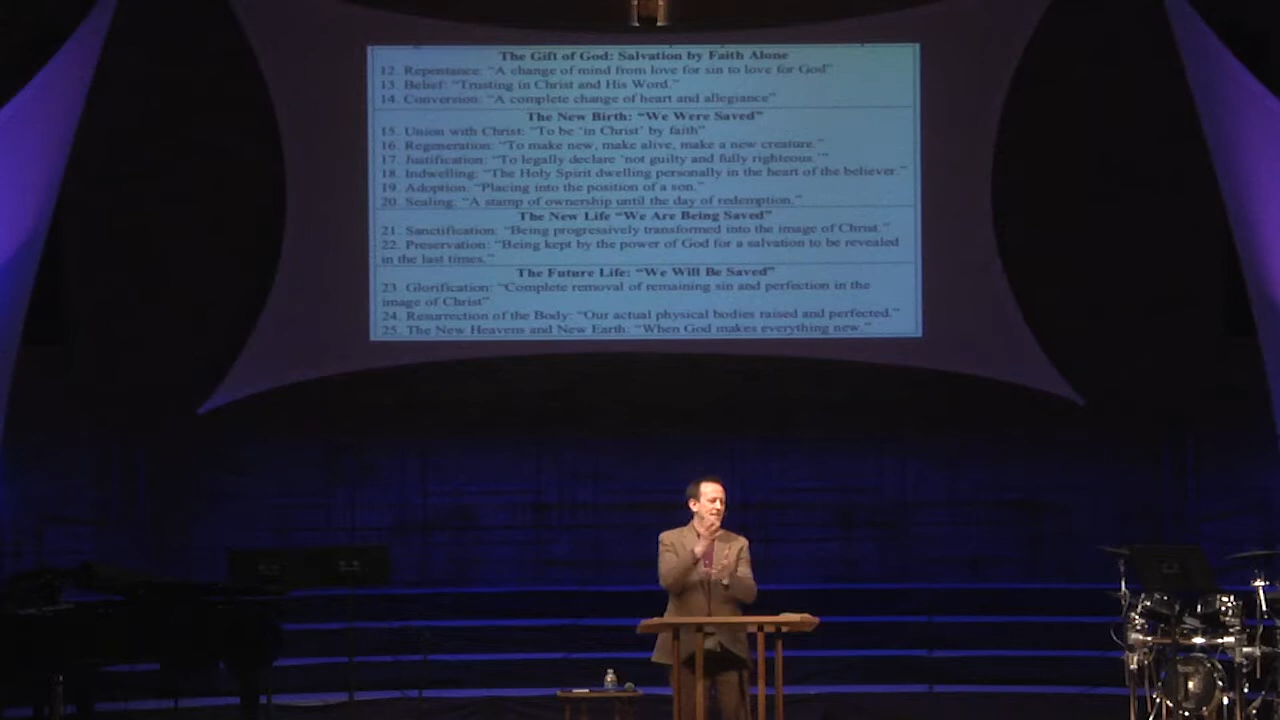 The Gift of God: Salvation by Faith Alone
12. Repentance: “A change of mind from love for sin to love for God”
13. Belief: “Trusting in Christ and His Word.”
14. Conversion: “A complete change of heart and allegiance”
The New Birth: “We Were Saved”
15. Union with Christ: “To be ‘in Christ’ by faith”
16. Regeneration: “To make new, make alive, make a new creature.”
17. Justification: “To legally declare ‘not guilty and fully righteous.’”
18. Indwelling: “The Holy Spirit dwelling personally in the heart of the believer.”
19. Adoption: “Placing into the position of a son.”
20. Sealing: “A stamp of ownership until the day of redemption.”
The New Life “We Are Being Saved”
21. Sanctification: “Being progressively transformed into the image of Christ.”
22. Preservation: “Being kept by the power of God for a salvation to be revealed
in the last times.”
The Future Life: “We Will Be Saved”
23. Glorification: “Complete removal of remaining sin and perfection in the
image of Christ”
24. Resurrection of the Body: “Our actual physical bodies raised and perfected.”
25. The New Heavens and New Earth: “When God makes everything new.”